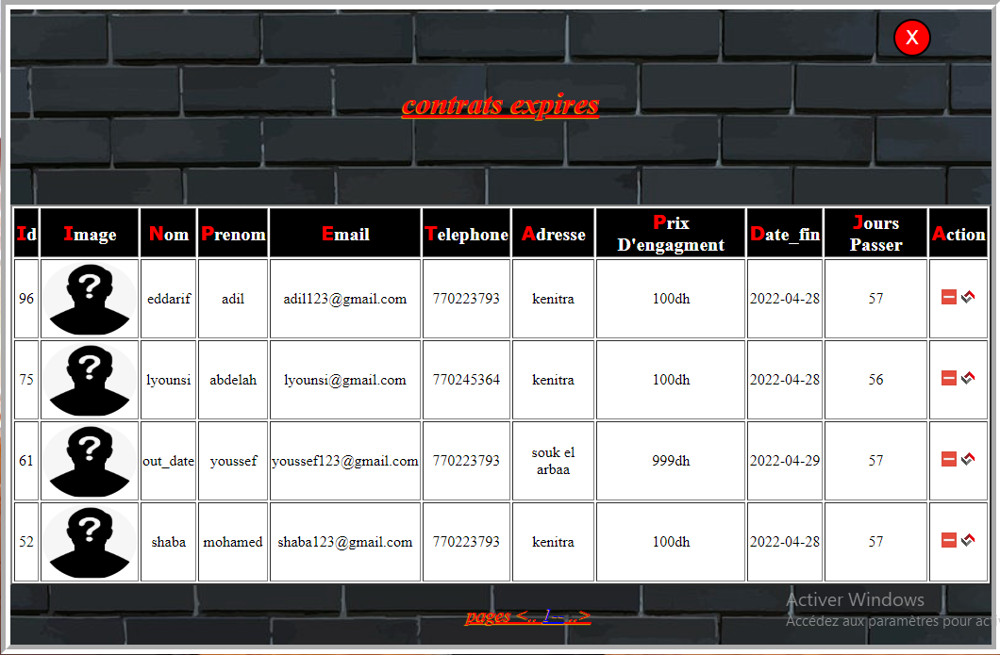 X
contrats expires
Id Image Nom Prenom Email Telephone Adresse Prix D'engagment Date_fin Jours Passer Action
96 ? eddarif adil adil123@gmail.com 770223793 kenitra 100dh 2022-04-28 57
75 ? lyounsi abdelah lyounsi@gmail.com 770245364 kenitra 100dh 2022-04-28 56
61 ? out_date youssef youssef123@gmail.com 770223793 souk el arbaa 999dh 2022-04-29 57
52 ? shaba mohamed shaba123@gmail.com 770223793 kenitra 100dh 2022-04-28 57
pages <.. 1--...>
Activer Windows
Accédez aux paramètres pour